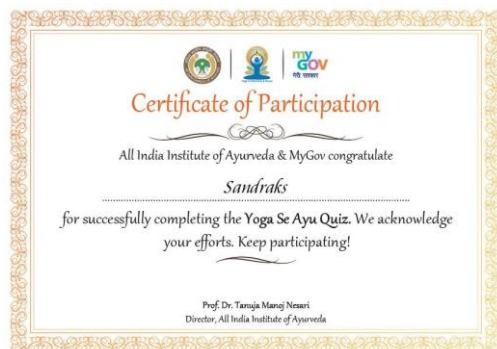 my
GOV
मेरी सरकार
Certificate of Participation
All India Institute of Ayurveda & MyGov congratulate
Sandraks
for successfully completing the Yoga Se Ayu Quiz. We acknowledge
your efforts. Keep participating!
Prof. Dr. Tanuja Manoj Nesari
Director, All India Institute of Ayurveda